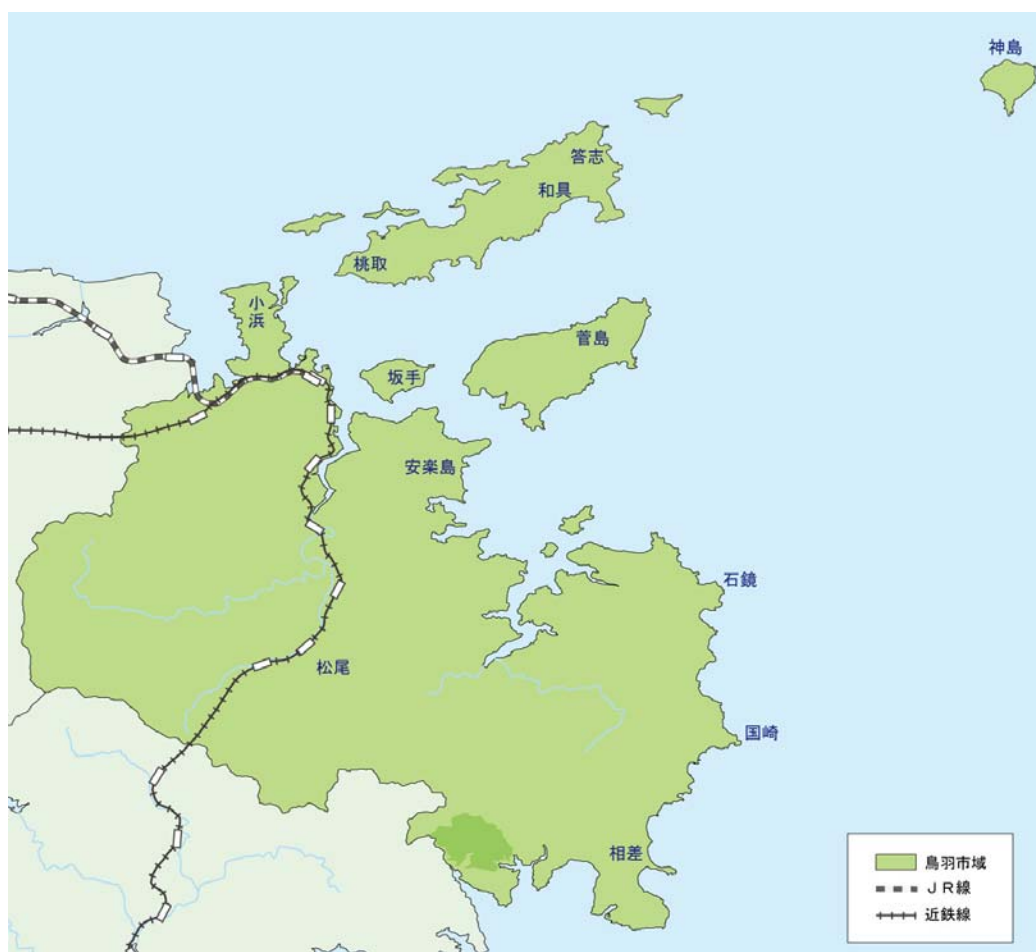 神島
答志
和具
桃取
小浜
菅島
坂手
安楽島
石鏡
松尾
国崎
相差
鳥羽市域
ＪＲ線
近鉄線